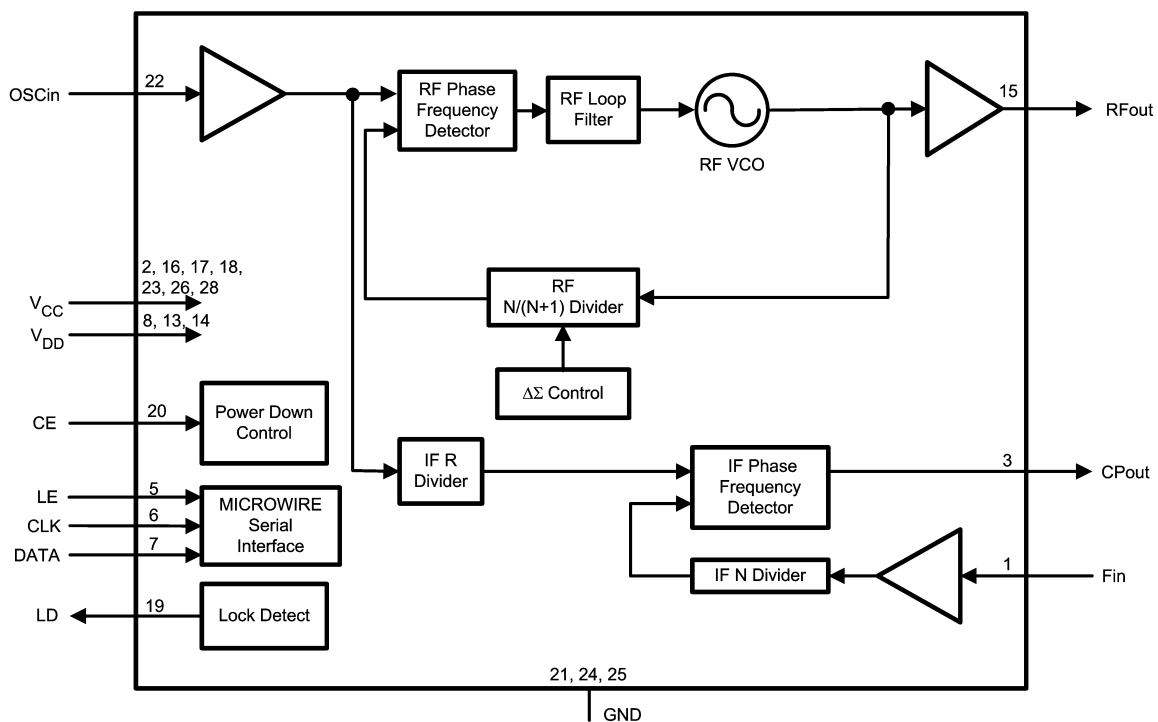 OSCin
22
RF Phase
Frequency
Detector
RF Loop
Filter
RF VCO
15
RFout
2, 16, 17, 18,
23, 26, 28
VCC
8, 13, 14
VDD
RF
N/(N+1) Divider
ΔΣ Control
CE
20
Power Down
Control
IF R
Divider
IF Phase
Frequency
Detector
3
CPout
LE
5
CLK
6
DATA
7
MICROWIRE
Serial
Interface
IF N Divider
1
Fin
LD
19
Lock Detect
21, 24, 25
GND